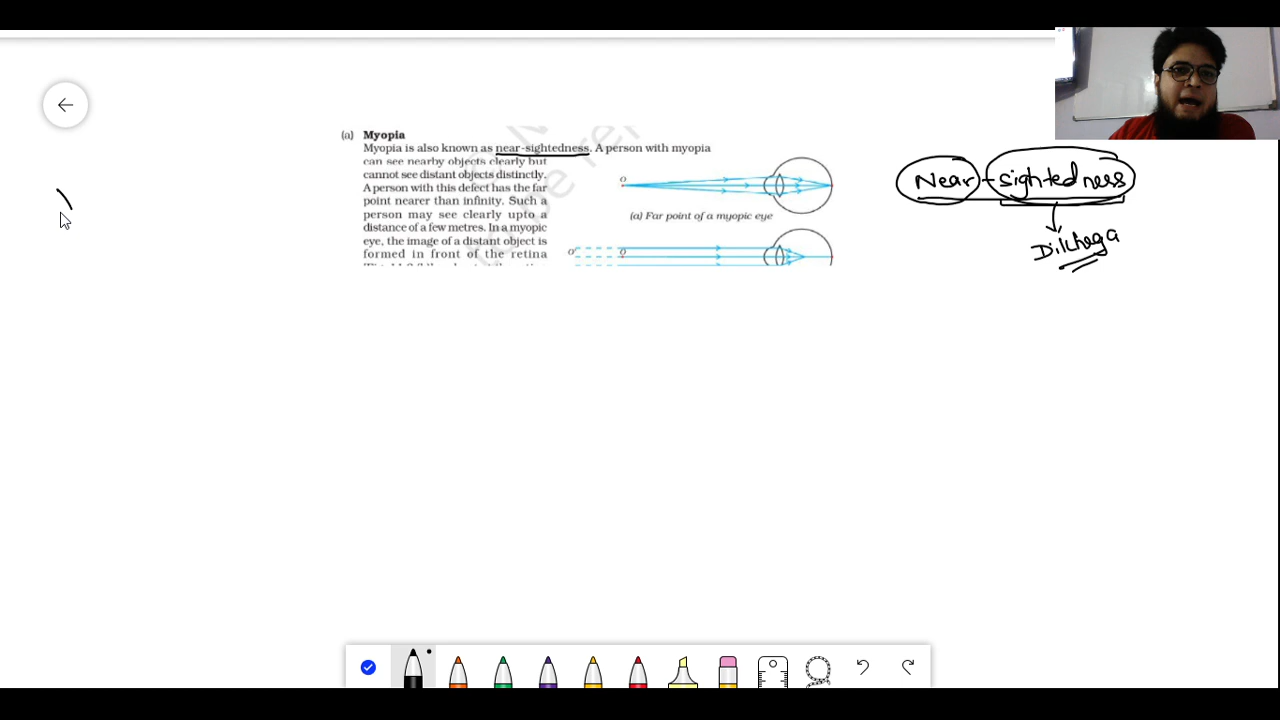 (a) Myopia
Myopia is also known as near-sightedness. A person with myopia
can see nearby objects clearly but
cannot see distant objects distinctly.
A person with this defect has the far
point nearer than infinity. Such a
person may see clearly upto a
distance of a few metres. In a myopic
eye, the image of a distant object is
formed in front of the retina
O
(a) Far point of a myopic eye
O'
O
Near-sightedness
Dikhega